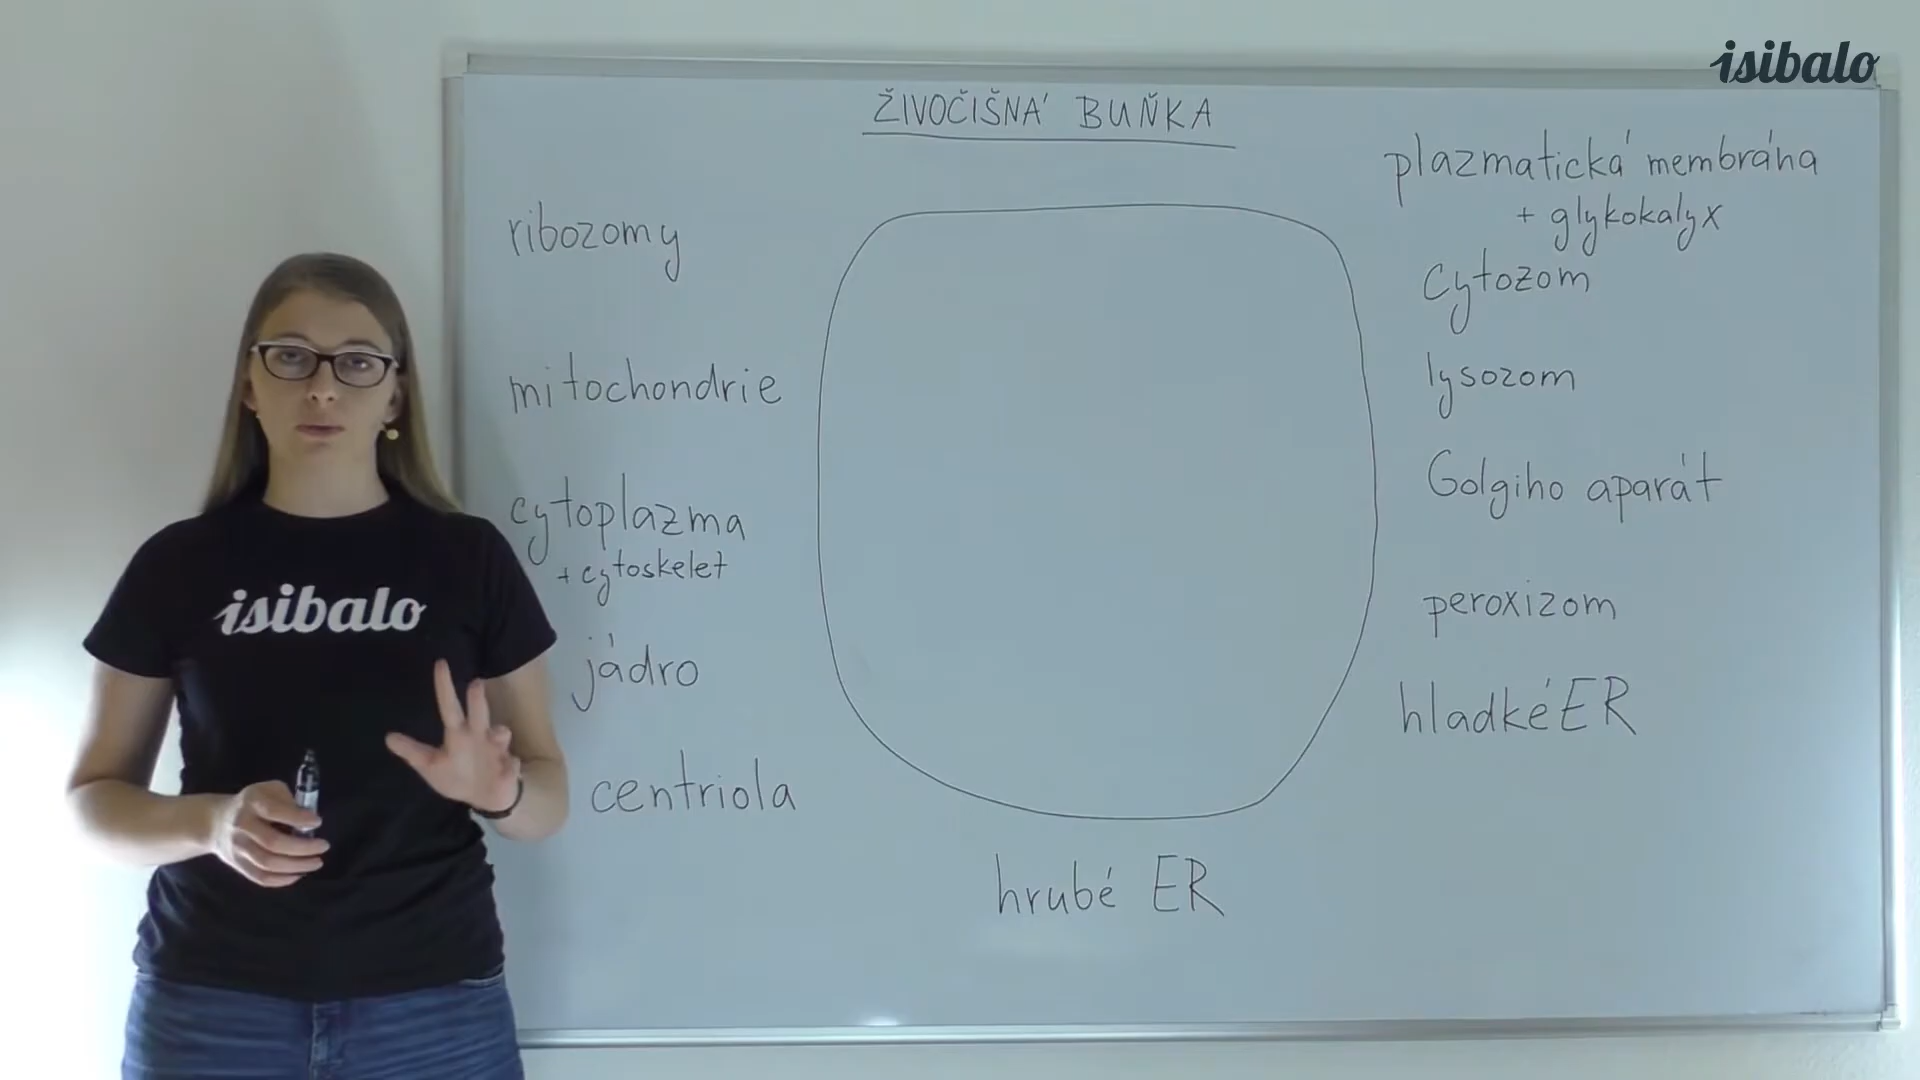 isibalo
ŽIVOČIŠNÁ BUŇKA
ribozomy
mitochondrie
cytoplazma
+ cytoskelet
jádro
centriola
hrubé ER
plazmatická membrána
+ glykokalyx
cytozom
lysozom
Golgiho aparát
peroxizom
hladké ER
isibalo